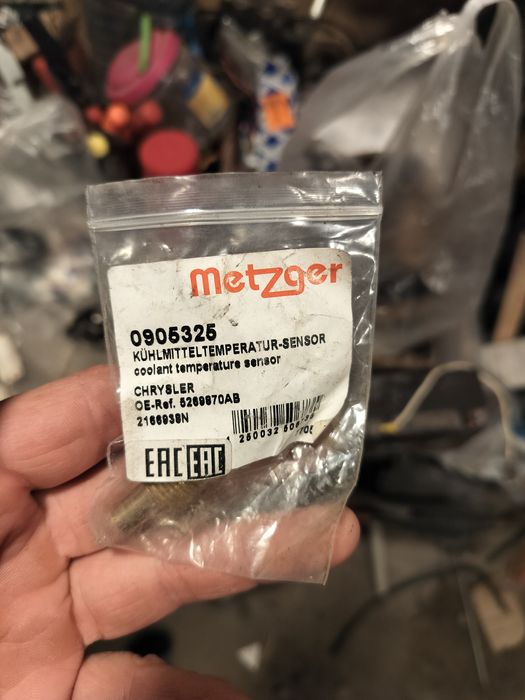 metzger
0905325
KÜHLMITTELTEMPERATUR-SENSOR
coolant temperature sensor
CHRYSLER
OE-Ref. 5269870AB
2166938N
EAC EAC